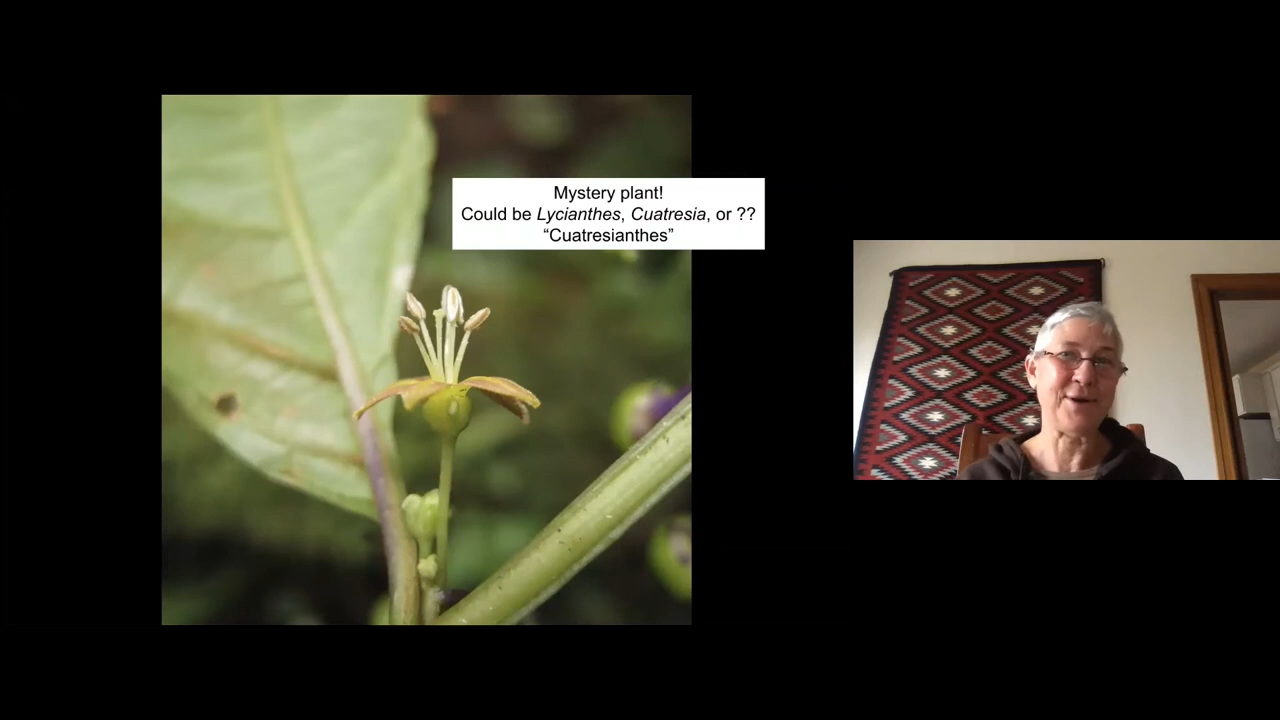 Mystery plant!
Could be Lycianthes, Cuatresia, or ??
“Cuatresianthes”